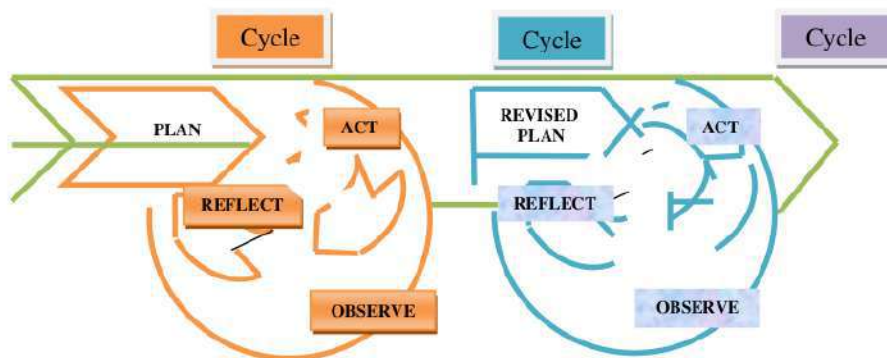 Cycle
Cycle
Cycle
PLAN
ACT
REFLECT
OBSERVE
REVISED
PLAN
ACT
REFLECT
OBSERVE